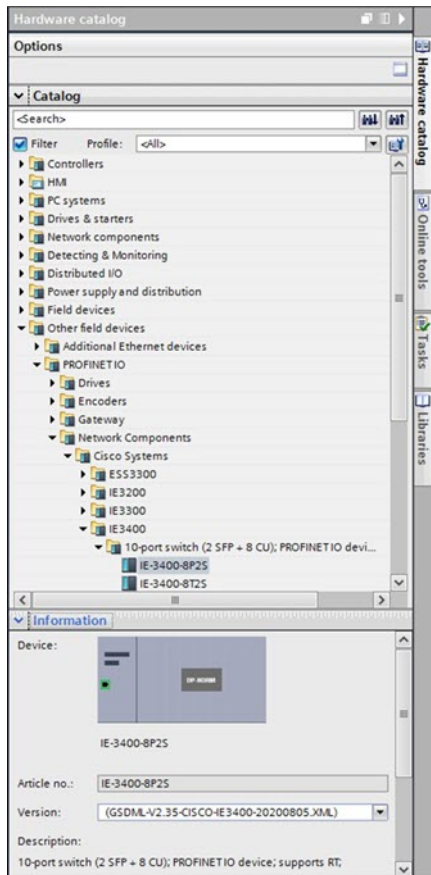 Hardware catalog
Options
Catalog
<Search>
Filter Profile: <All>
Controllers
HMI
PC systems
Drives & starters
Network components
Detecting & Monitoring
Distributed I/O
Power supply and distribution
Field devices
Other field devices
Additional Ethernet devices
PROFINET IO
Drives
Encoders
Gateway
Network Components
Cisco Systems
ESS3300
IE3200
IE3300
IE3400
10-port switch (2 SFP + 8 CU); PROFINET IO devi...
IE-3400-8P2S
IE-3400-8T2S
Information
Device:
DP-NORM
IE-3400-8P2S
Article no.: IE-3400-8P2S
Version: (GSDML-V2.35-CISCO-IE3400-20200805.XML)
Description:
10-port switch (2 SFP + 8 CU); PROFINET IO device; supports RT;
Hardware catalog
Online tools
Tasks
Libraries